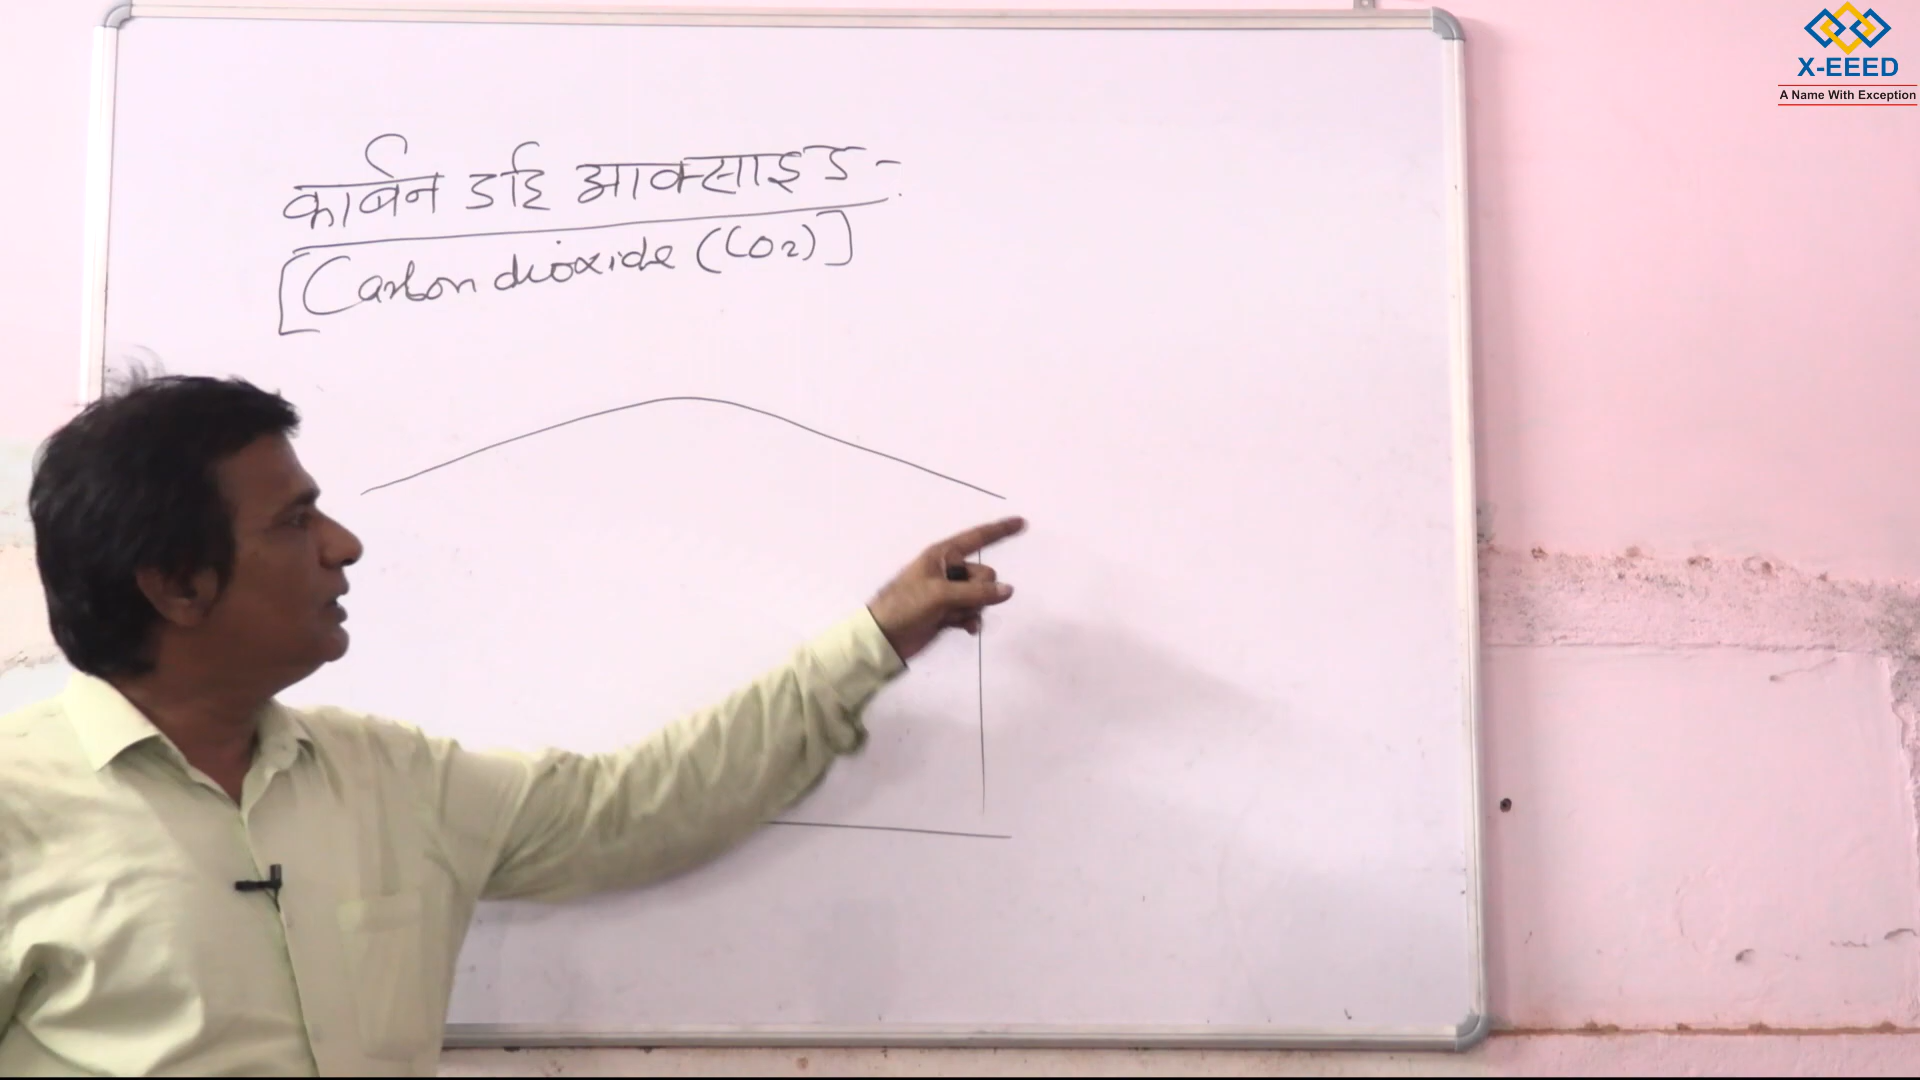 कार्बन डाई आक्साइड -
[Carbon dioxide (CO2)]
X-EEED
A Name With Exception